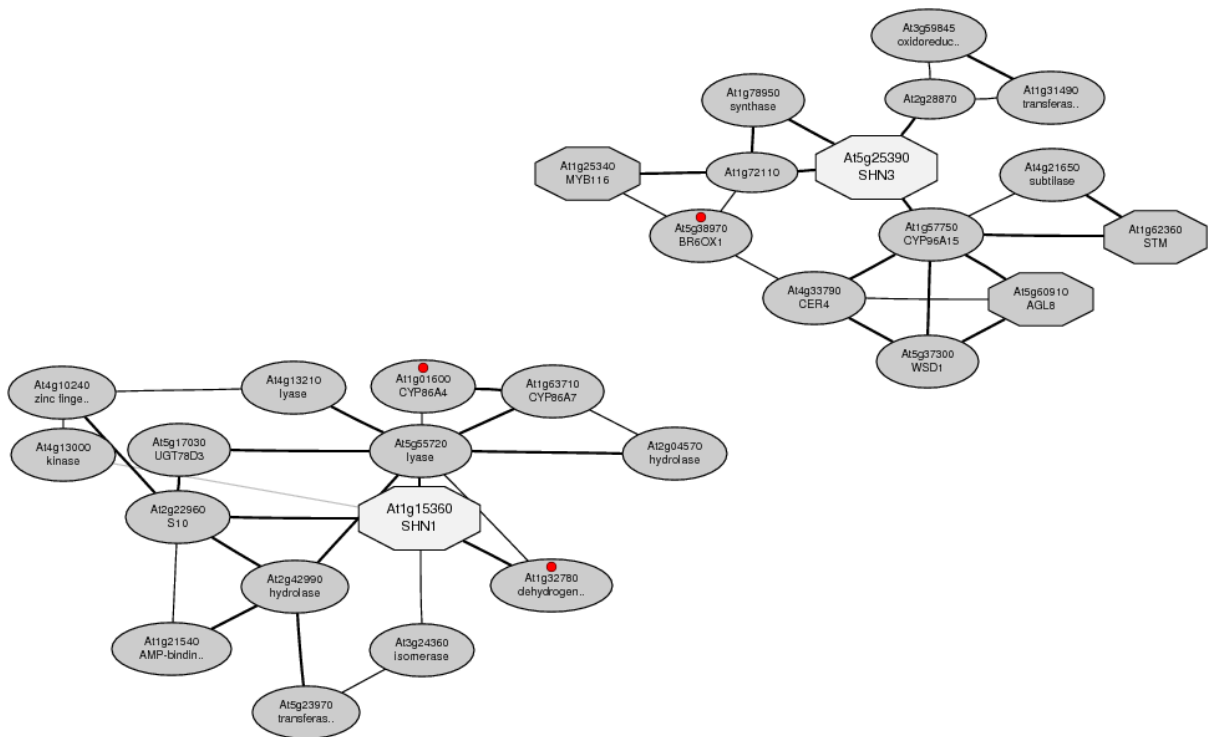 At3g59845
oxidoreduc..
At1g78950
synthase
At2g28870
At1g31490
transferas..
At1g25340
MYB116
At1g72110
At5g25390
SHN3
At4g21650
subtilase
At5g38970
BR6OX1
At1g57750
CYP96A15
At1g62360
STM
At4g33790
CER4
At5g60910
AGL8
At5g37300
WSD1
At4g10240
zinc finge..
At4g13210
lyase
At1g01600
CYP86A4
At1g63710
CYP86A7
At4g13000
kinase
At5g17030
UGT78D3
At5g55720
lyase
At2g04570
hydrolase
At2g22960
S10
At1g15360
SHN1
At2g42990
hydrolase
At1g32780
dehydrogen..
At1g21540
AMP-bindin..
At3g24360
isomerase
At5g23970
transferas..